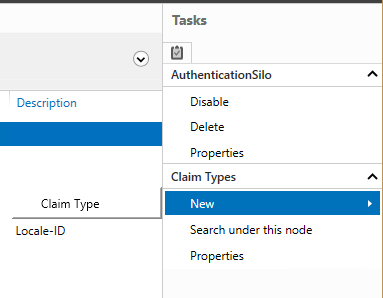 Tasks
Description
AuthenticationSilo
Disable
Delete
Properties
Claim Types
Claim Type
New
Locale-ID
Search under this node
Properties